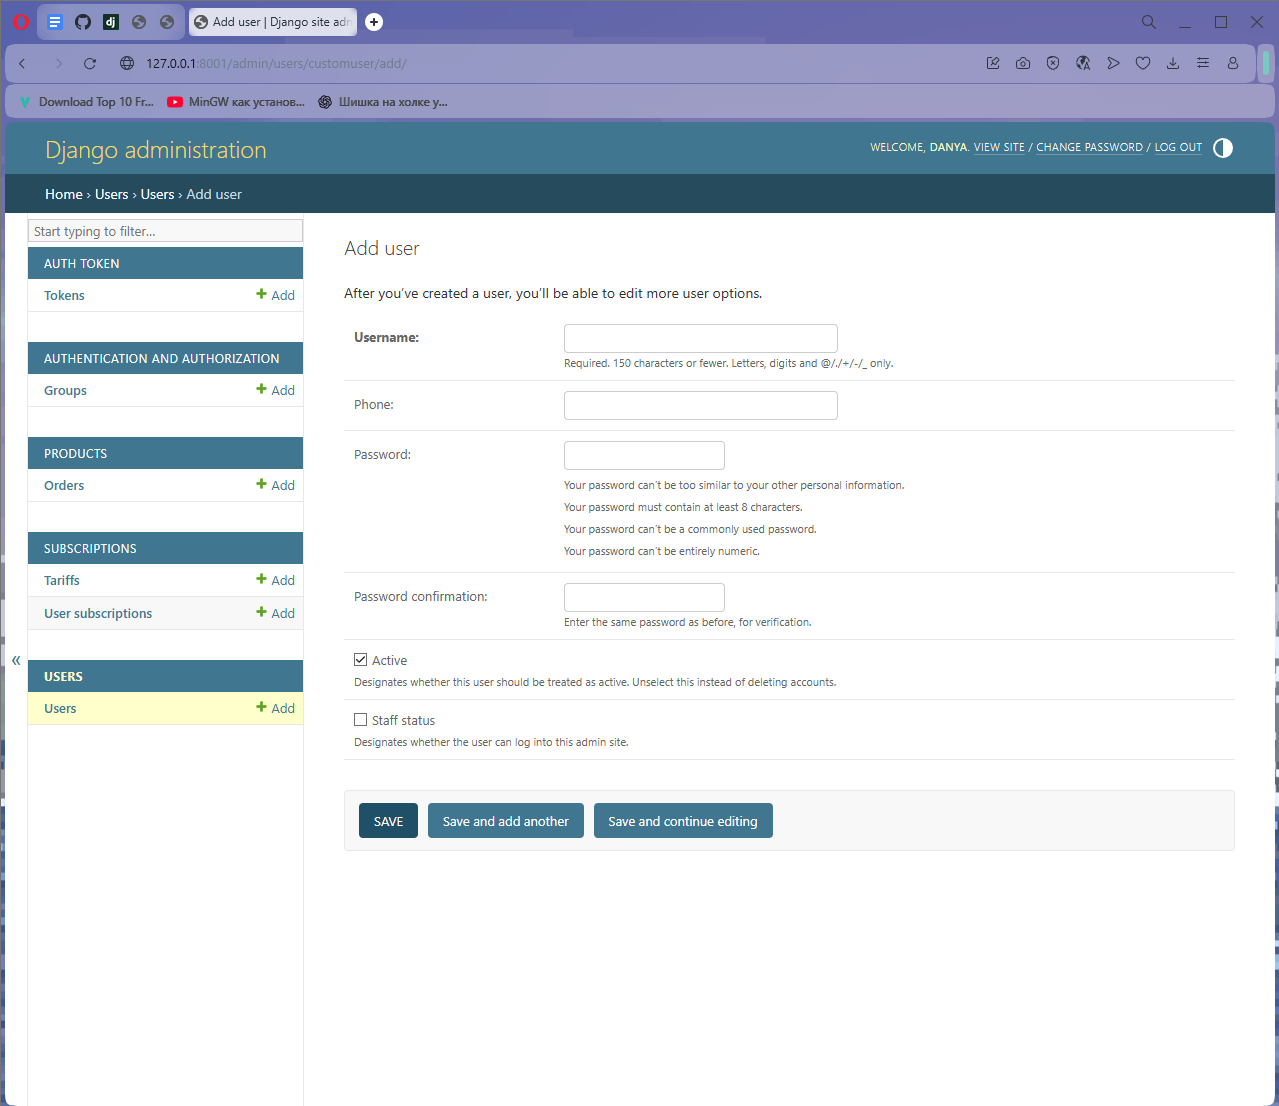 Add user | Django site adm
127.0.0.1:8001/admin/users/customuser/add/
Download Top 10 Fr...
MinGW как установ...
Шишка на холке у...
Django administration
WELCOME, DANYA. VIEW SITE / CHANGE PASSWORD / LOG OUT
Home › Users › Users › Add user
Start typing to filter...
AUTH TOKEN
Tokens
Add
AUTHENTICATION AND AUTHORIZATION
Groups
Add
PRODUCTS
Orders
Add
SUBSCRIPTIONS
Tariffs
Add
User subscriptions
Add
«
USERS
Users
Add
Add user
After you’ve created a user, you’ll be able to edit more user options.
Username:
Required. 150 characters or fewer. Letters, digits and @/./+/-/_ only.
Phone:
Password:
Your password can’t be too similar to your other personal information.
Your password must contain at least 8 characters.
Your password can’t be a commonly used password.
Your password can’t be entirely numeric.
Password confirmation:
Enter the same password as before, for verification.
Active
Designates whether this user should be treated as active. Unselect this instead of deleting accounts.
Staff status
Designates whether the user can log into this admin site.
SAVE
Save and add another
Save and continue editing